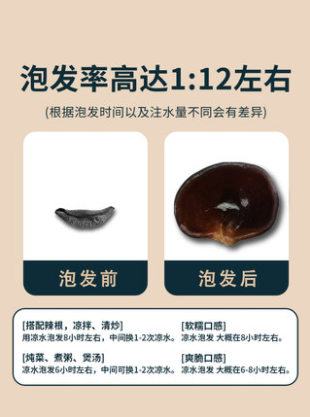 泡发率高达1:12左右
(根据泡发时间以及注水量不同会有差异)
泡发前
泡发后
[搭配辣根，凉拌、清炒]
用凉水泡发8小时左右，中间换1-2次凉水。
[炖菜、煮粥、煲汤]
凉水泡发6小时左右，中间可换1-2次凉水。
[软糯口感]
凉水泡发 大概在8小时左右。
[爽脆口感]
凉水泡发 大概在6-8小时左右。